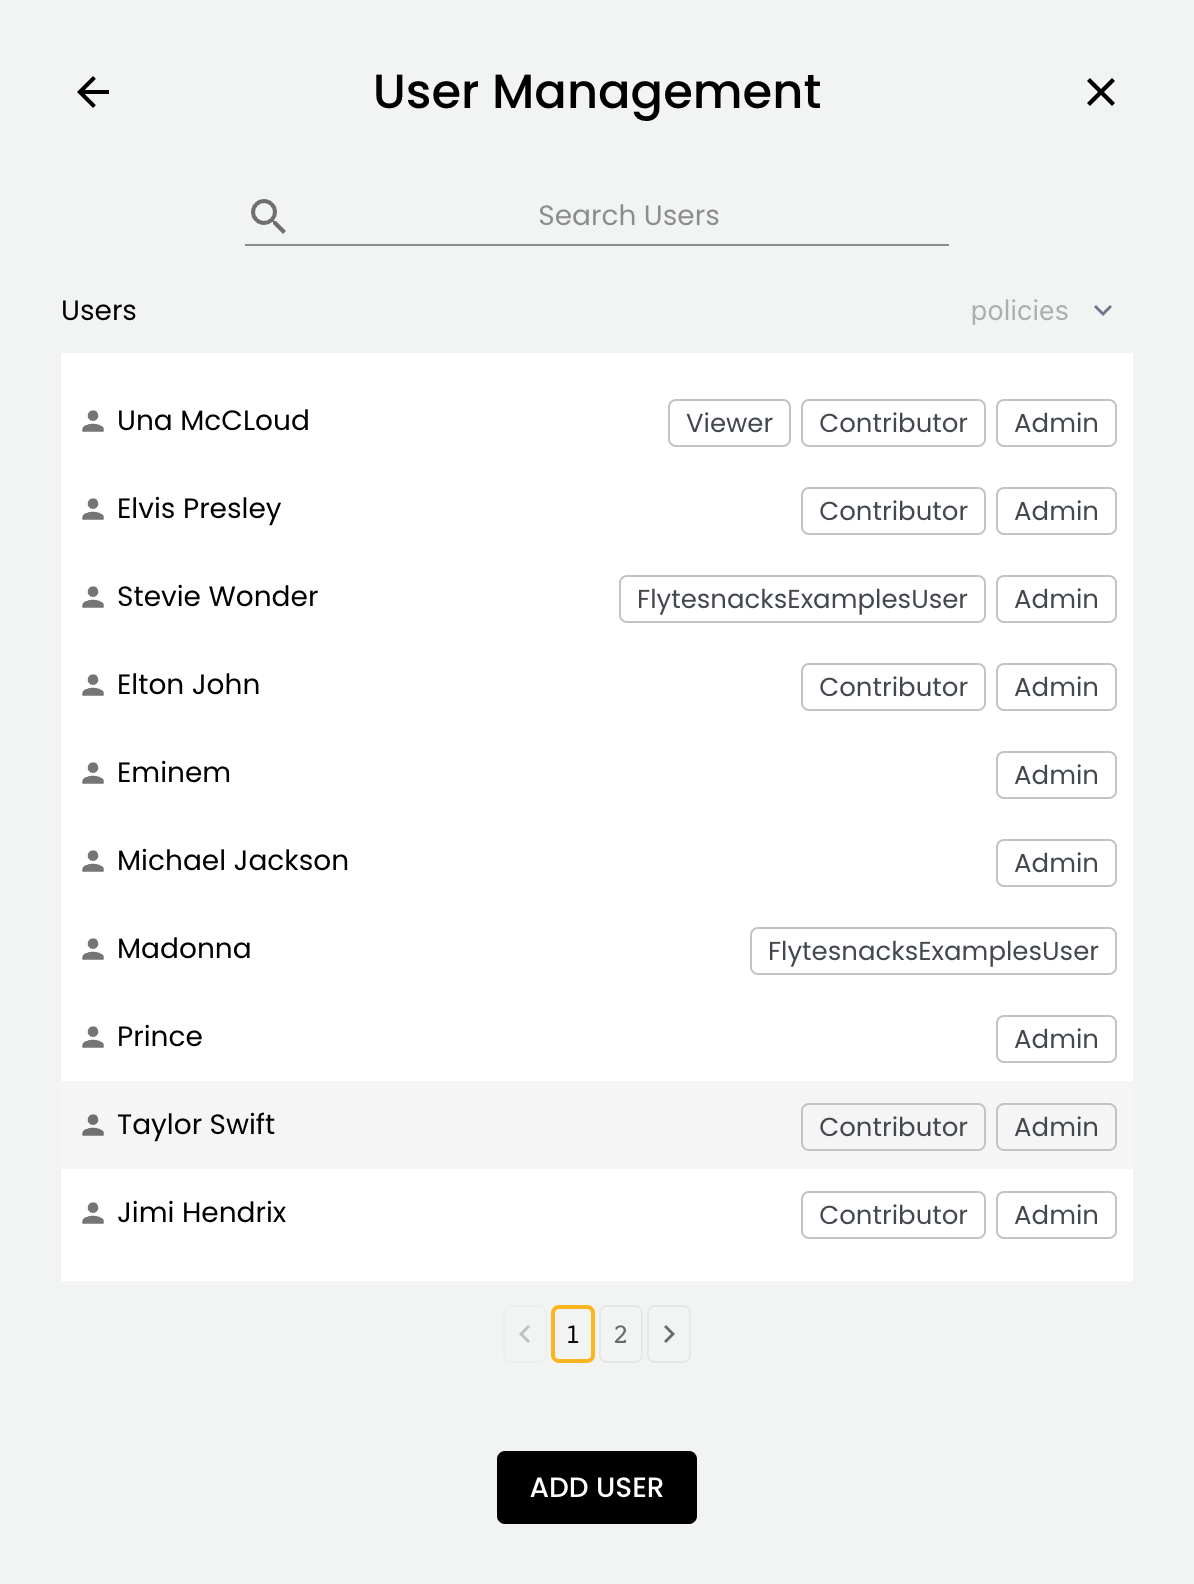 User Management
Search Users
Users policies
Una McCLoud Viewer Contributor Admin
Elvis Presley Contributor Admin
Stevie Wonder FlytesnacksExamplesUser Admin
Elton John Contributor Admin
Eminem Admin
Michael Jackson Admin
Madonna FlytesnacksExamplesUser
Prince Admin
Taylor Swift Contributor Admin
Jimi Hendrix Contributor Admin
1 2
ADD USER